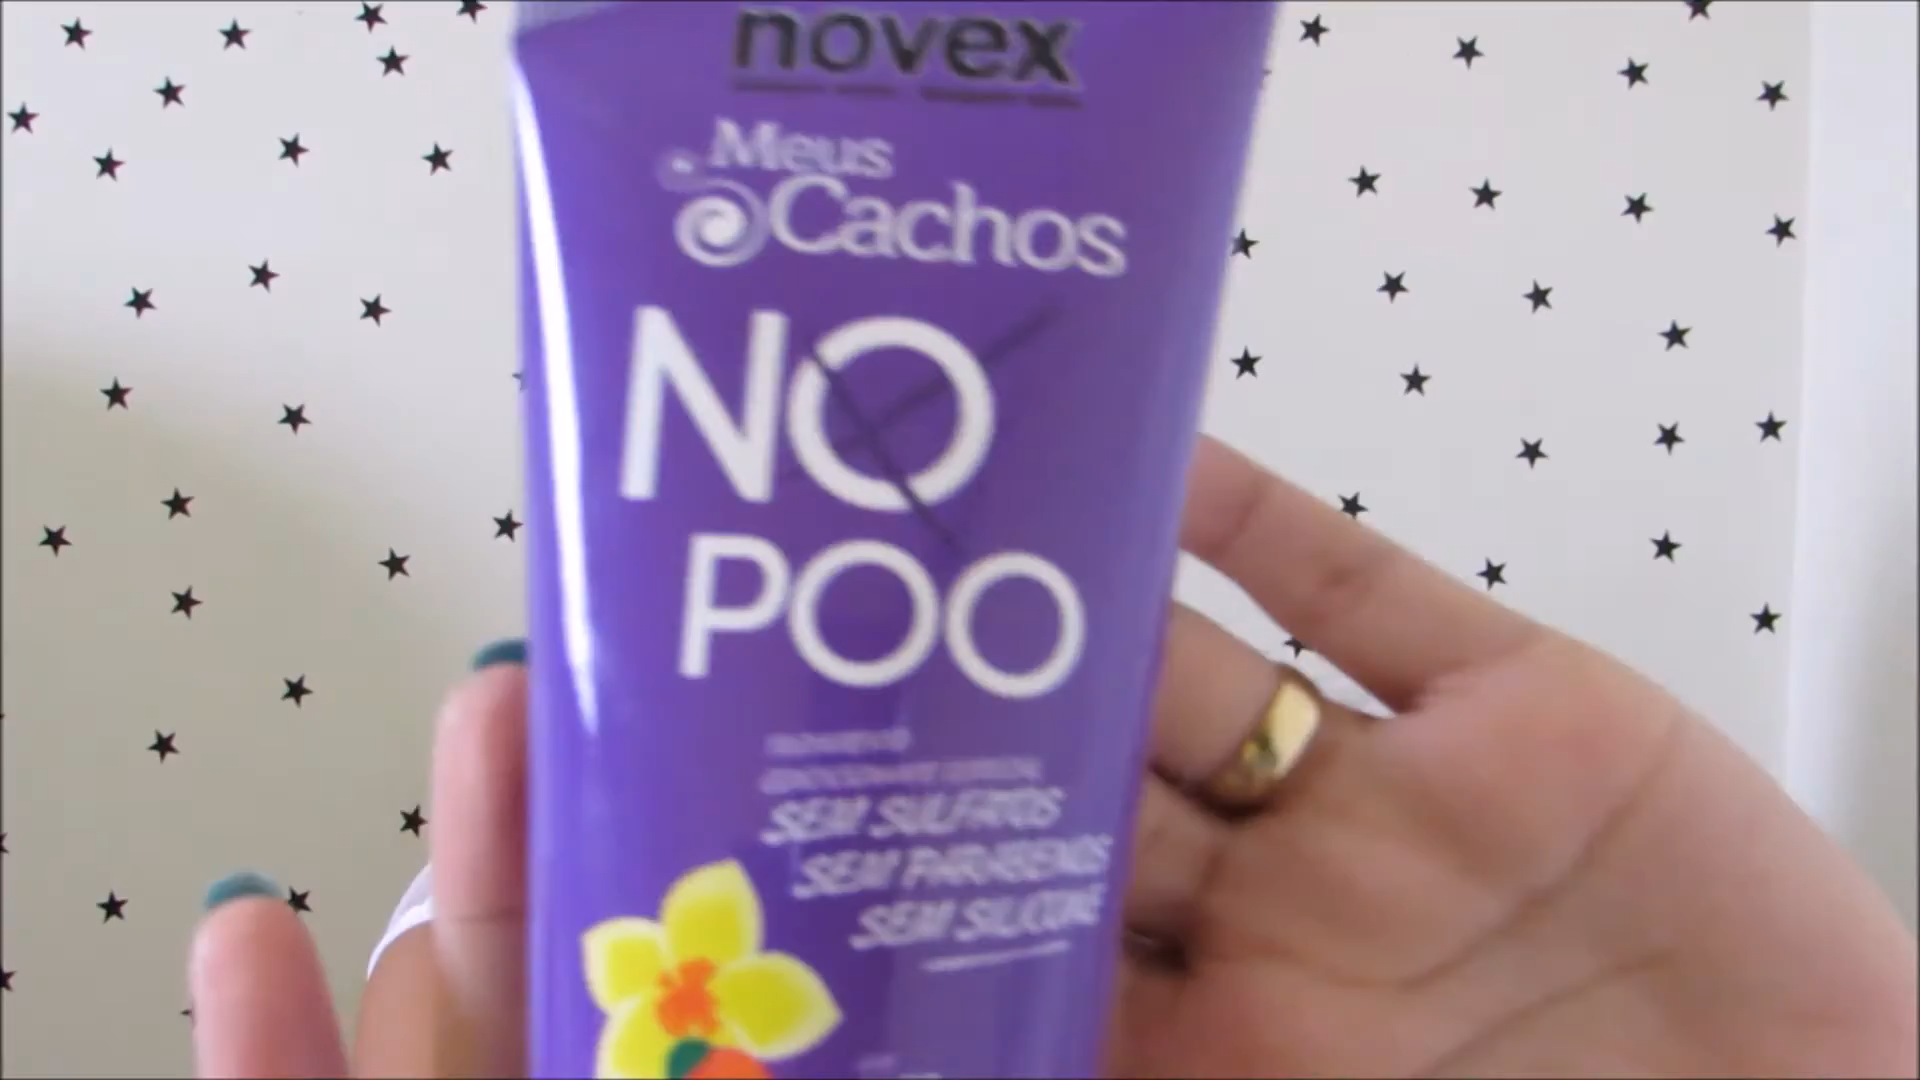 novex
Meus
Cachos
NO
POO
SEM SULFATOS
SEM PARABENOS
SEM SILICONE